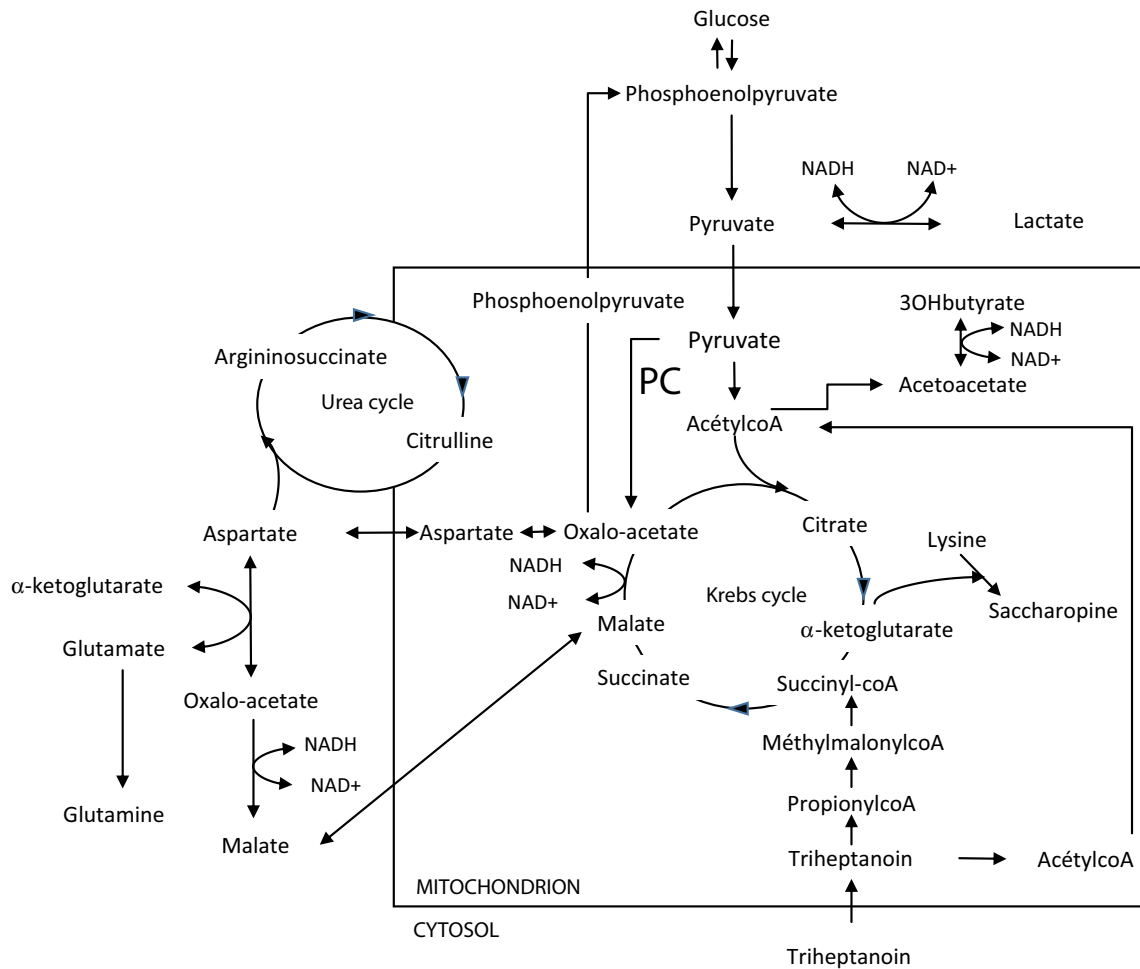 Glucose
Phosphoenolpyruvate
NADH
NAD+
Pyruvate
Lactate
Phosphoenolpyruvate
3OHbutyrate
NADH
NAD+
Pyruvate
PC
Argininosuccinate
Acetoacetate
Urea cycle
AcétylcoA
Citrulline
Aspartate
Aspartate
Oxalo-acetate
Citrate
Lysine
NADH
NAD+
α-ketoglutarate
Krebs cycle
Saccharopine
Malate
α-ketoglutarate
Glutamate
Succinate
Succinyl-coA
Oxalo-acetate
NADH
NAD+
MéthylmalonylcoA
PropionylcoA
Glutamine
Malate
Triheptanoin
AcétylcoA
MITOCHONDRION
CYTOSOL
Triheptanoin